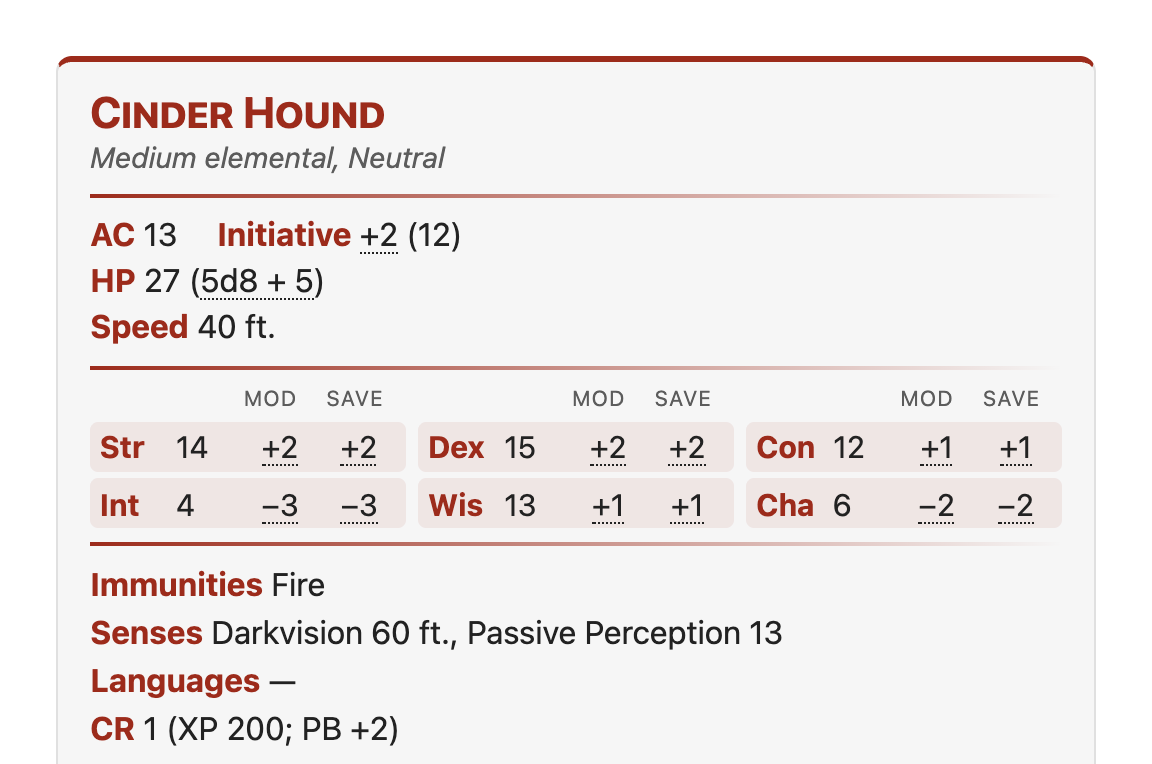 CINDER HOUND
Medium elemental, Neutral
AC 13 Initiative +2 (12)
HP 27 (5d8 + 5)
Speed 40 ft.
MOD SAVE MOD SAVE MOD SAVE
Str 14 +2 +2 Dex 15 +2 +2 Con 12 +1 +1
Int 4 −3 −3 Wis 13 +1 +1 Cha 6 −2 −2
Immunities Fire
Senses Darkvision 60 ft., Passive Perception 13
Languages —
CR 1 (XP 200; PB +2)